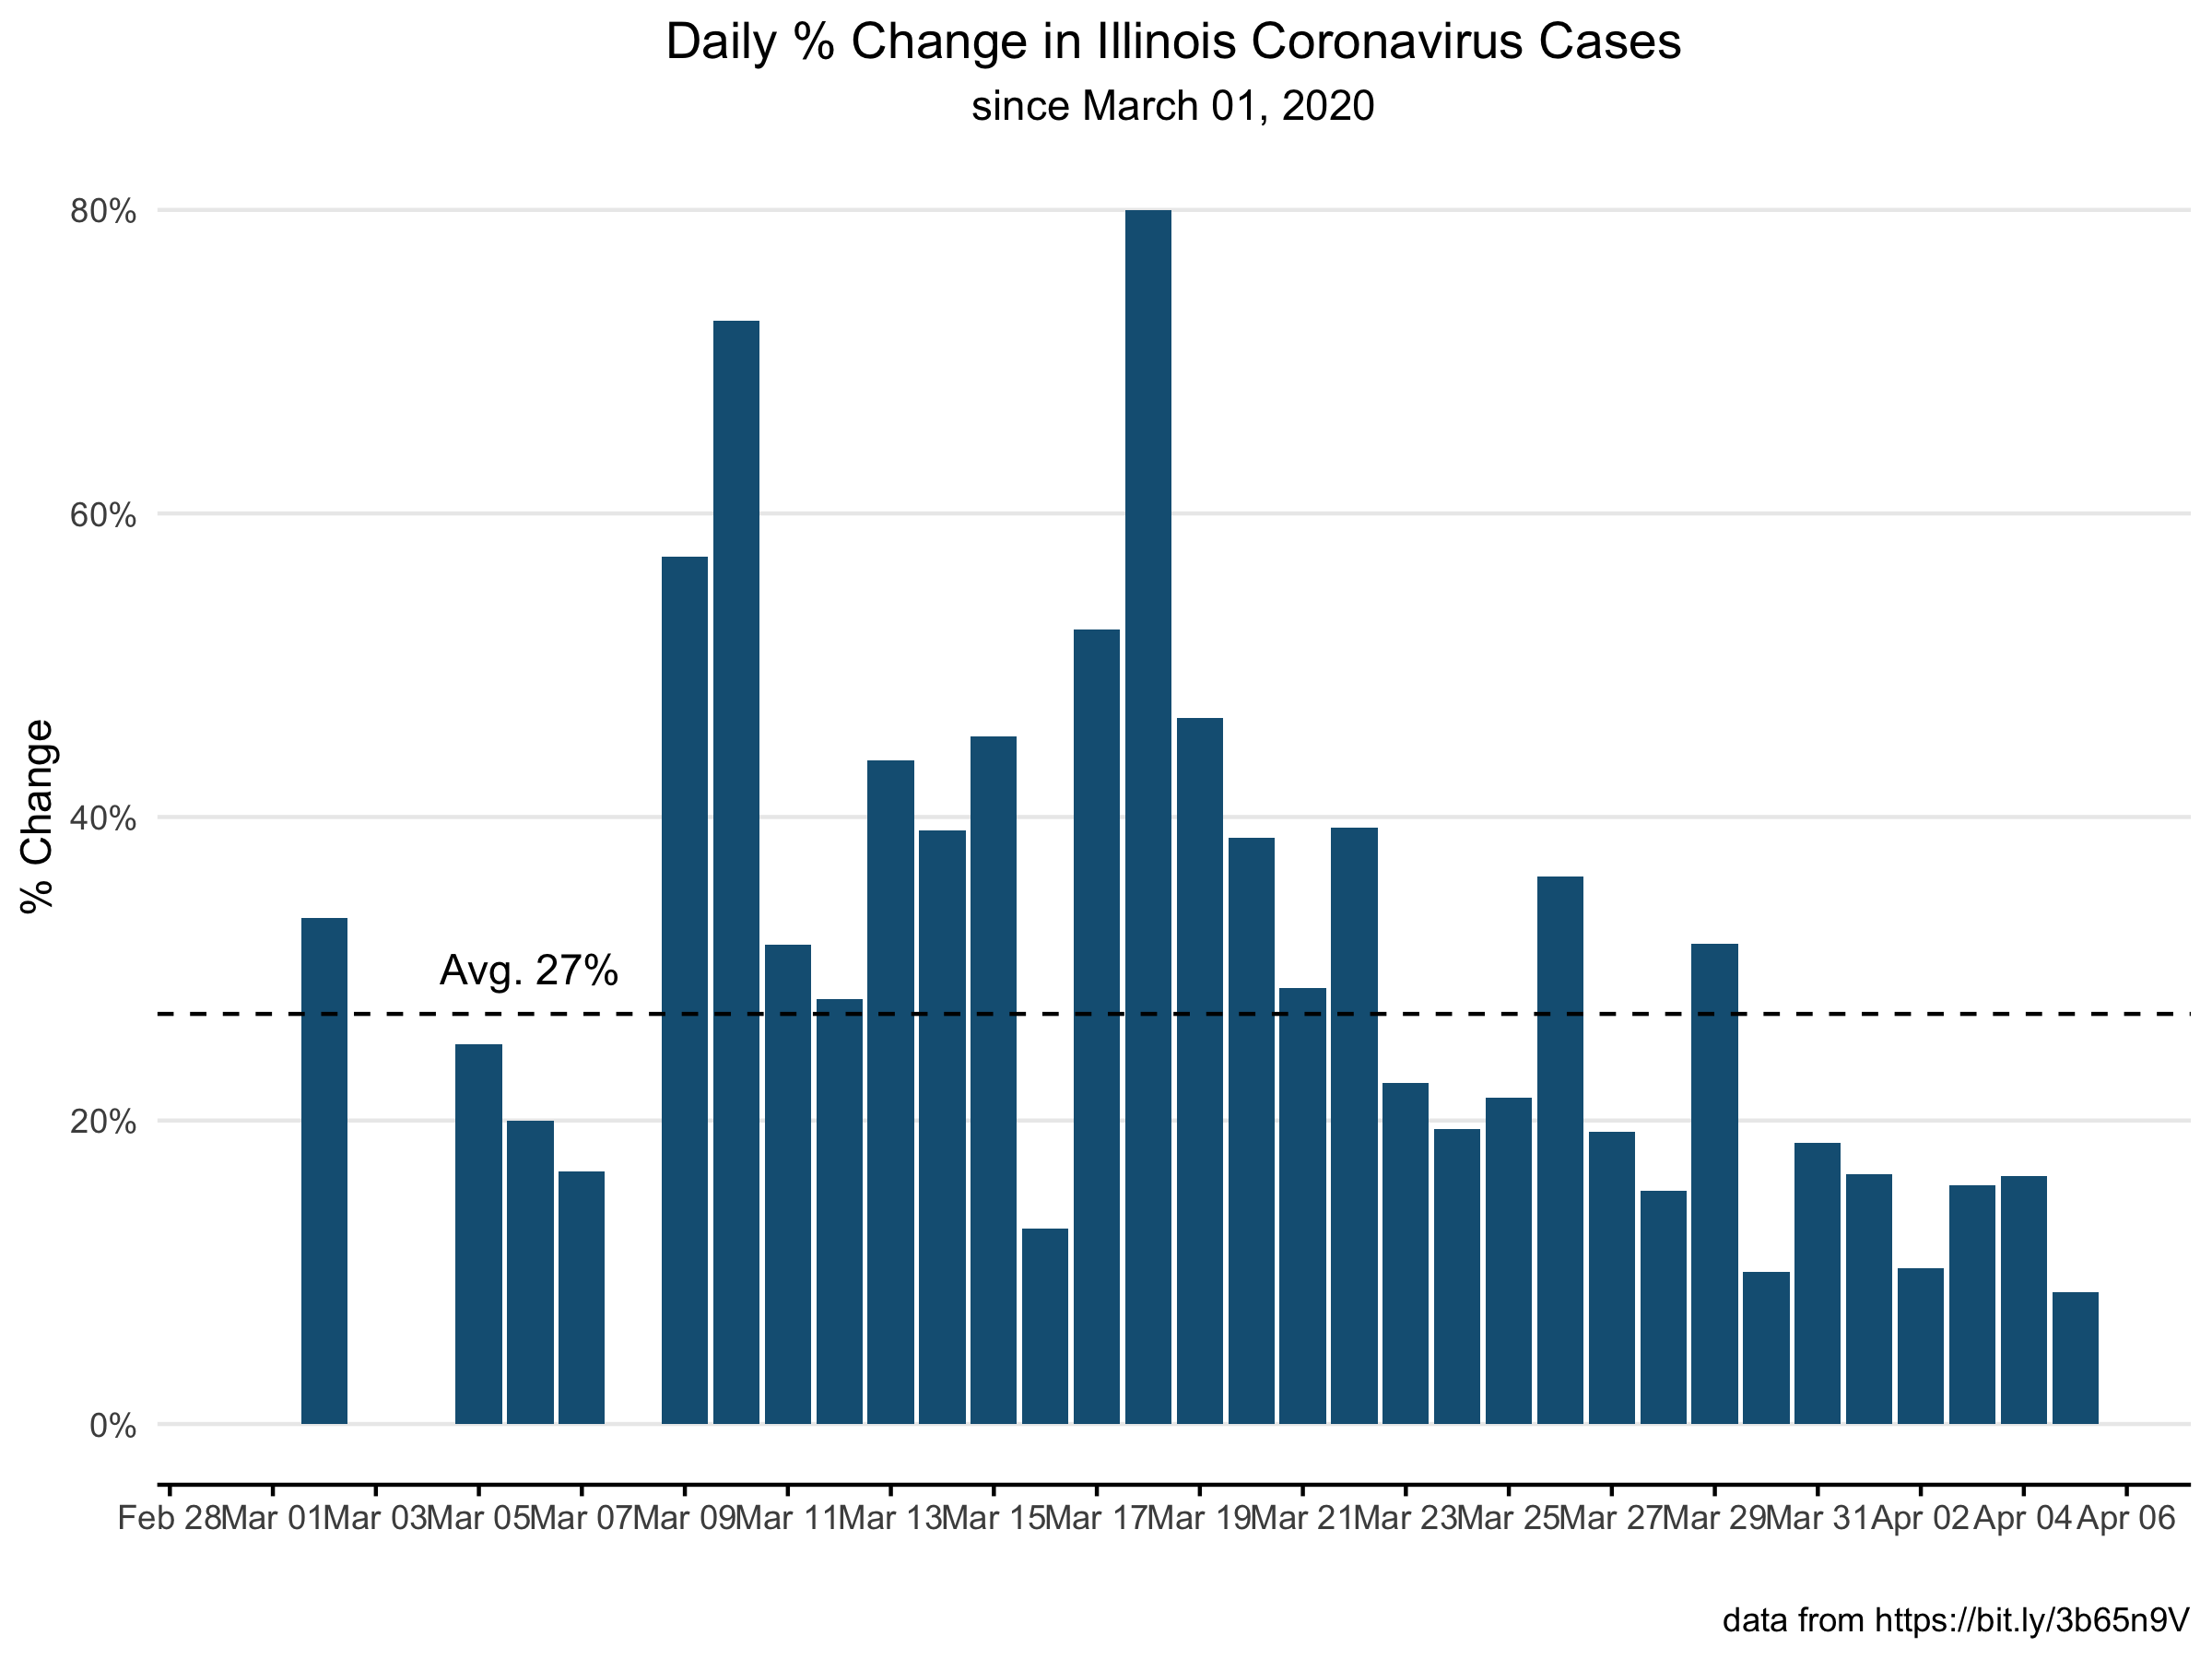 Daily % Change in Illinois Coronavirus Cases
since March 01, 2020
% Change
80%
60%
40%
20%
0%
Avg. 27%
Feb 28 Mar 01 Mar 03 Mar 05 Mar 07 Mar 09 Mar 11 Mar 13 Mar 15 Mar 17 Mar 19 Mar 21 Mar 23 Mar 25 Mar 27 Mar 29 Mar 31 Apr 02 Apr 04 Apr 06
data from https://bit.ly/3b65n9V